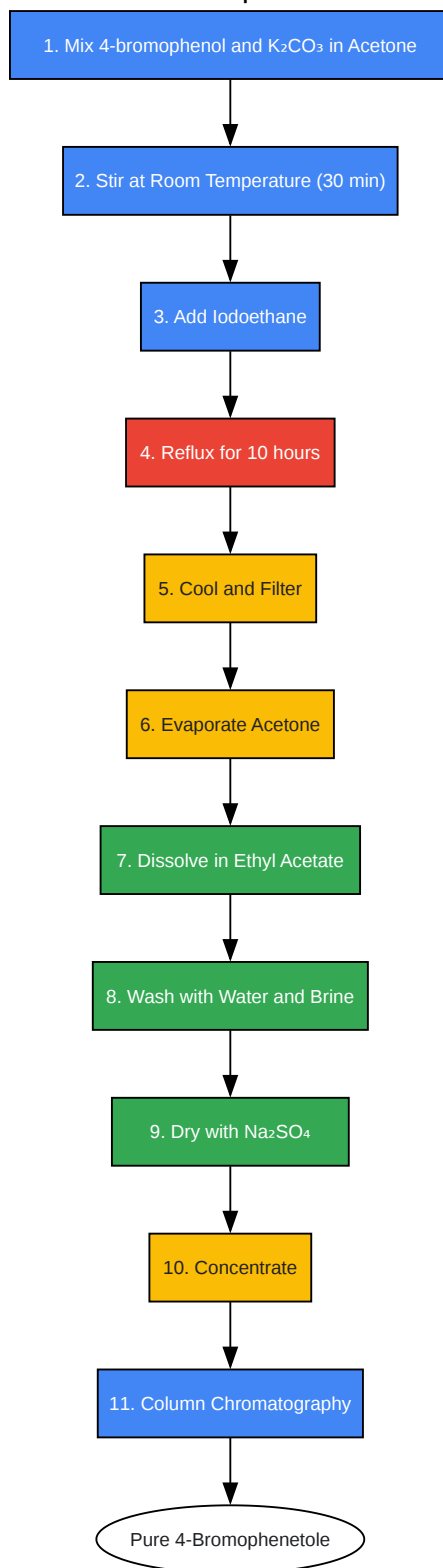 1. Mix 4-bromophenol and K₂CO₃ in Acetone
2. Stir at Room Temperature (30 min)
3. Add Iodoethane
4. Reflux for 10 hours
5. Cool and Filter
6. Evaporate Acetone
7. Dissolve in Ethyl Acetate
8. Wash with Water and Brine
9. Dry with Na₂SO₄
10. Concentrate
11. Column Chromatography
Pure 4-Bromophenetole